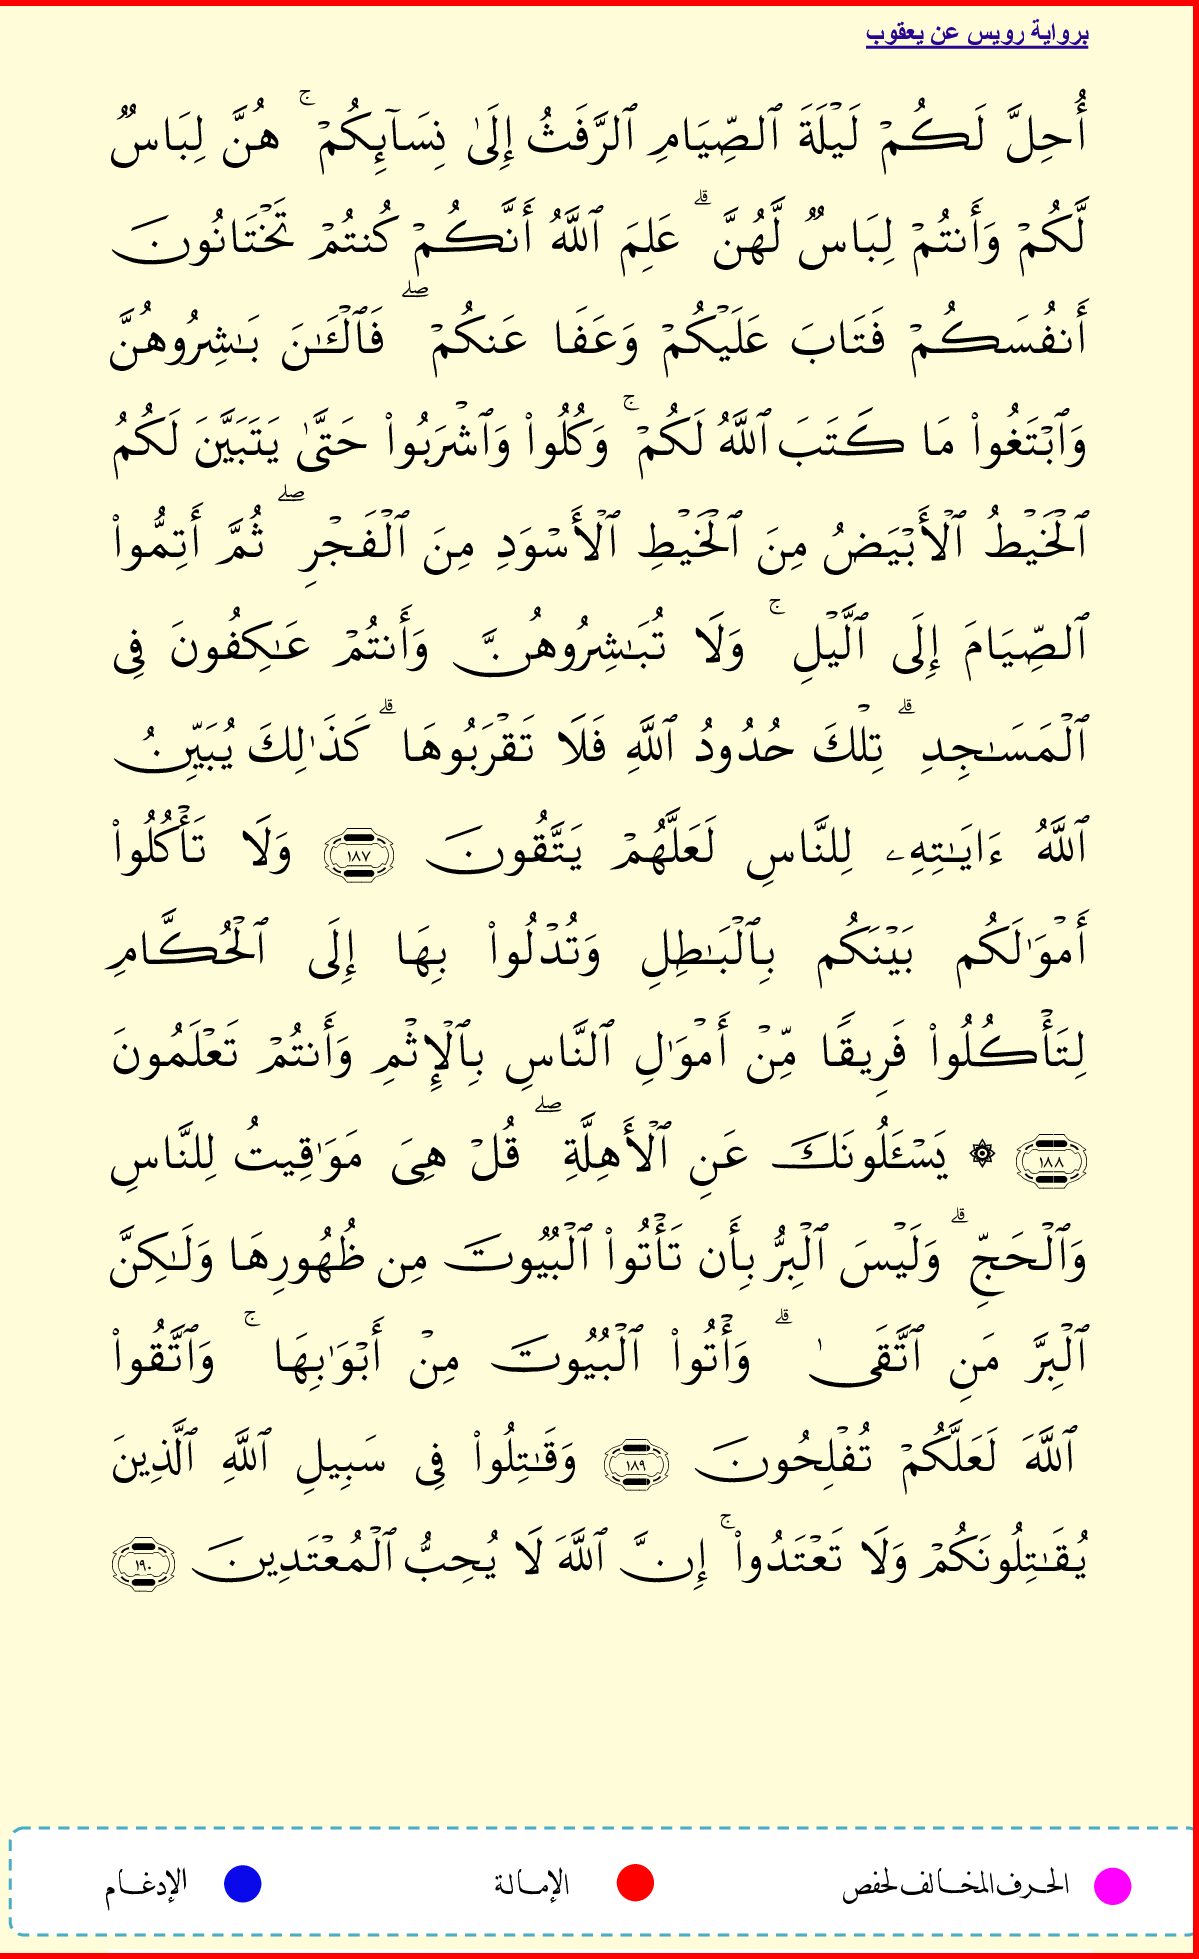 برواية رويس عن يعقوب
أُحِلَّ لَكُمۡ لَيۡلَةَ ٱلصِّيَامِ ٱلرَّفَثُ إِلَىٰ نِسَآئِكُمۡۚ هُنَّ لِبَاسٞ
لَّكُمۡ وَأَنتُمۡ لِبَاسٞ لَّهُنَّۗ عَلِمَ ٱللَّهُ أَنَّكُمۡ كُنتُمۡ تَخۡتَانُونَ
أَنفُسَكُمۡ فَتَابَ عَلَيۡكُمۡ وَعَفَا عَنكُمۡۖ فَٱلۡـَٰٔنَ بَـٰشِرُوهُنَّ
وَٱبۡتَغُواْ مَا كَتَبَ ٱللَّهُ لَكُمۡۚ وَكُلُواْ وَٱشۡرَبُواْ حَتَّىٰ يَتَبَيَّنَ لَكُمُ
ٱلۡخَيۡطُ ٱلۡأَبۡيَضُ مِنَ ٱلۡخَيۡطِ ٱلۡأَسۡوَدِ مِنَ ٱلۡفَجۡرِۖ ثُمَّ أَتِمُّواْ
ٱلصِّيَامَ إِلَى ٱلَّيۡلِۚ وَلَا تُبَـٰشِرُوهُنَّ وَأَنتُمۡ عَـٰكِفُونَ فِي
ٱلۡمَسَـٰجِدِۗ تِلۡكَ حُدُودُ ٱللَّهِ فَلَا تَقۡرَبُوهَاۗ كَذَٰلِكَ يُبَيِّنُ
ٱللَّهُ ءَايَـٰتِهِۦ لِلنَّاسِ لَعَلَّهُمۡ يَتَّقُونَ ١٨٧ وَلَا تَأۡكُلُواْ
أَمۡوَٰلَكُم بَيۡنَكُم بِٱلۡبَـٰطِلِ وَتُدۡلُواْ بِهَا إِلَى ٱلۡحُكَّامِ
لِتَأۡكُلُواْ فَرِيقٗا مِّنۡ أَمۡوَٰلِ ٱلنَّاسِ بِٱلۡإِثۡمِ وَأَنتُمۡ تَعۡلَمُونَ
١٨٨ ۞ يَسۡـَٔلُونَكَ عَنِ ٱلۡأَهِلَّةِۖ قُلۡ هِيَ مَوَٰقِيتُ لِلنَّاسِ
وَٱلۡحَجِّۗ وَلَيۡسَ ٱلۡبِرُّ بِأَن تَأۡتُواْ ٱلۡبُيُوتَ مِن ظُهُورِهَا وَلَـٰكِنَّ
ٱلۡبِرَّ مَنِ ٱتَّقَىٰۗ وَأۡتُواْ ٱلۡبُيُوتَ مِنۡ أَبۡوَٰبِهَاۚ وَٱتَّقُواْ
ٱللَّهَ لَعَلَّكُمۡ تُفۡلِحُونَ ١٨٩ وَقَـٰتِلُواْ فِي سَبِيلِ ٱللَّهِ ٱلَّذِينَ
يُقَـٰتِلُونَكُمۡ وَلَا تَعۡتَدُواْۚ إِنَّ ٱللَّهَ لَا يُحِبُّ ٱلۡمُعۡتَدِينَ ١٩٠
الحرف المخالف لحفص الإمالة الإدغام